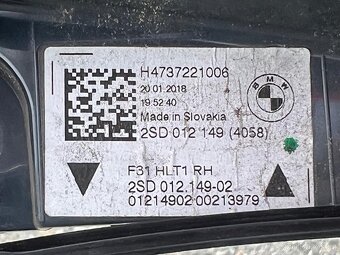 H4737221006
20.01.2018
19:52:40
Made in Slovakia
2SD 012 149 (4058)
BMW
F31 HLT1 RH
2SD 012.149-02
01214902 00213979